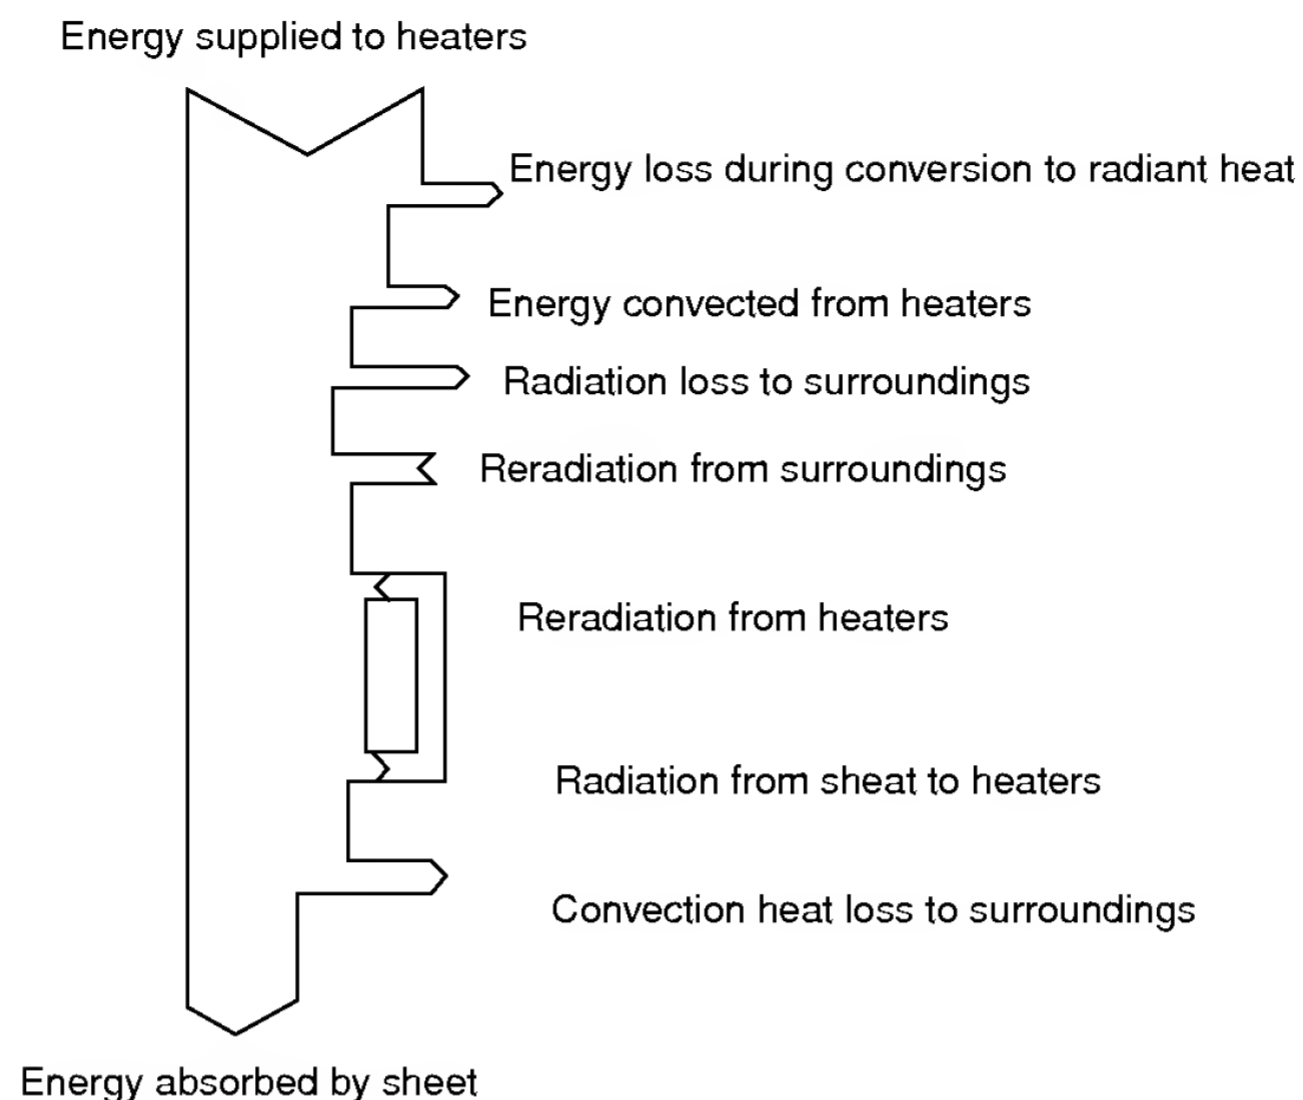 Energy supplied to heaters
Energy loss during conversion to radiant heat
Energy convected from heaters
Radiation loss to surroundings
Reradiation from surroundings
Reradiation from heaters
Radiation from sheat to heaters
Convection heat loss to surroundings
Energy absorbed by sheet